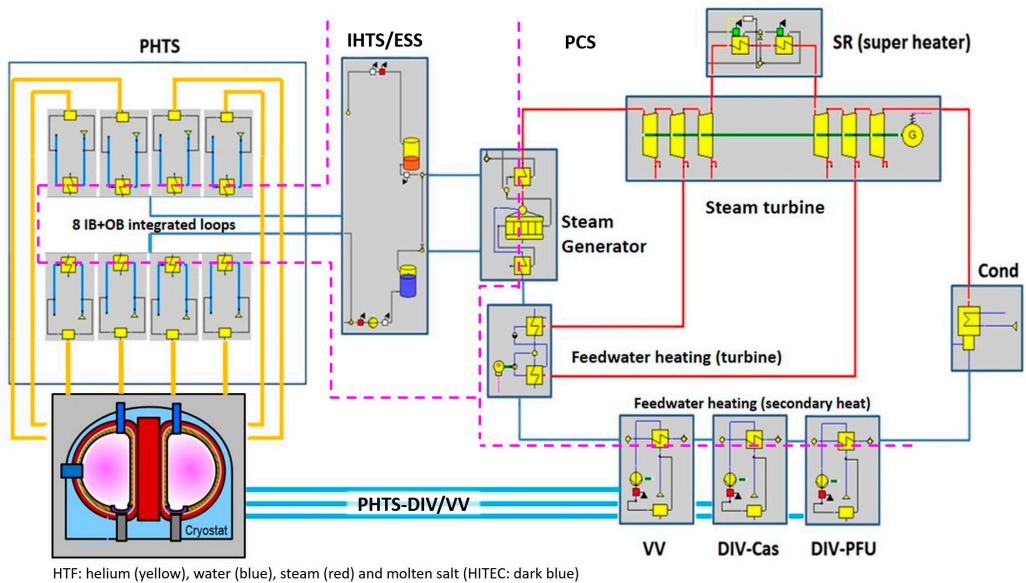 PHTS
IHTS/ESS
PCS
SR (super heater)
G
Steam turbine
8 IB+OB integrated loops
Steam
Generator
Cond
Feedwater heating (turbine)
Feedwater heating (secondary heat)
PHTS-DIV/VV
Cryostat
VV
DIV-Cas
DIV-PFU
HTF: helium (yellow), water (blue), steam (red) and molten salt (HITEC: dark blue)